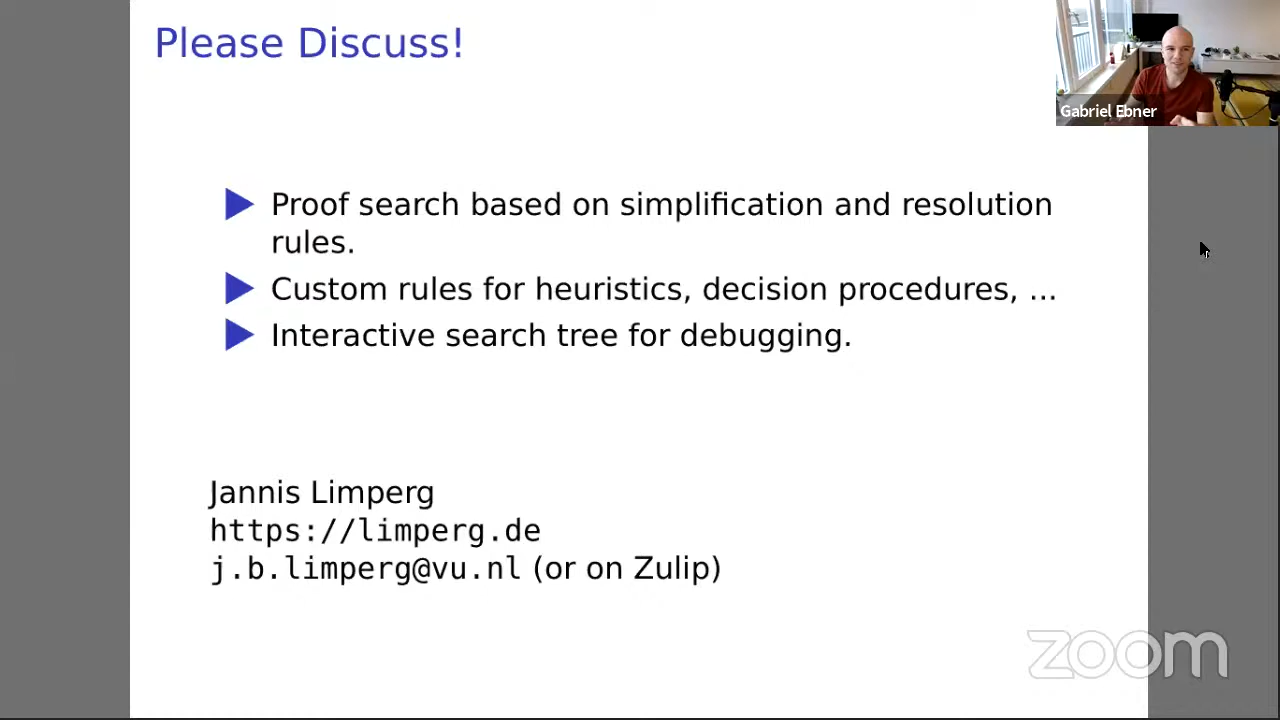 Please Discuss!
Gabriel Ebner
Proof search based on simplification and resolution
rules.
Custom rules for heuristics, decision procedures, ...
Interactive search tree for debugging.
Jannis Limperg
https://limperg.de
j.b.limperg@vu.nl (or on Zulip)
zoom